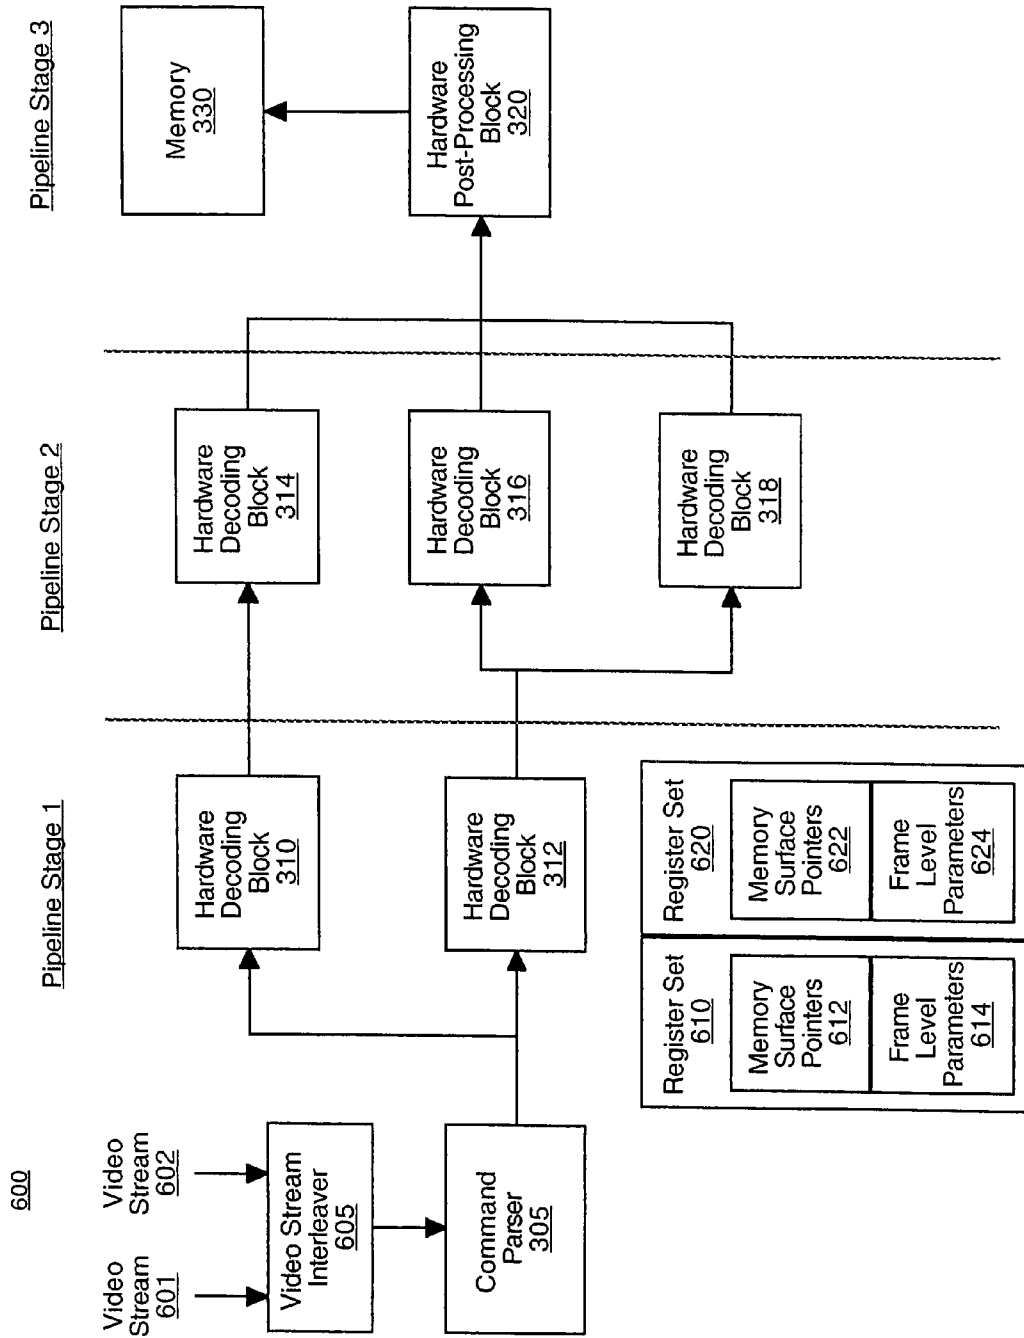 600
Video
Stream
601
Video
Stream
602
Video Stream
Interleaver
605
Command
Parser
305
Pipeline Stage 1
Hardware
Decoding
Block
310
Hardware
Decoding
Block
312
Register Set
610
Memory
Surface
Pointers
612
Frame
Level
Parameters
614
Register Set
620
Memory
Surface
Pointers
622
Frame
Level
Parameters
624
Pipeline Stage 2
Hardware
Decoding
Block
314
Hardware
Decoding
Block
316
Hardware
Decoding
Block
318
Pipeline Stage 3
Memory
330
Hardware
Post-Processing
Block
320